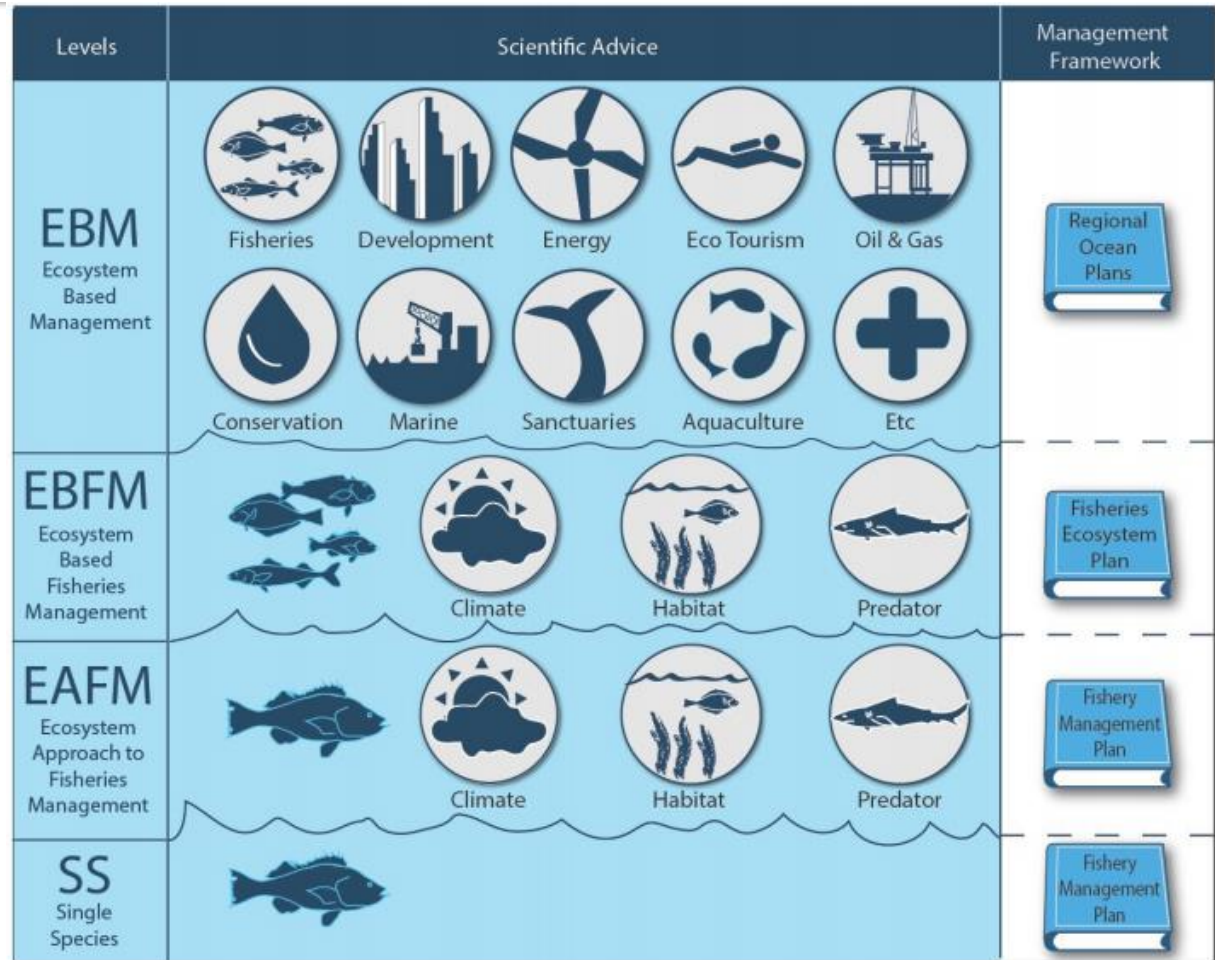 Levels
Scientific Advice
Management
Framework
EBM
Ecosystem
Based
Management
Fisheries
Development
Energy
Eco Tourism
Oil & Gas
Conservation
Marine
Sanctuaries
Aquaculture
Etc
Regional
Ocean
Plans
EBFM
Ecosystem
Based
Fisheries
Management
Climate
Habitat
Predator
Fisheries
Ecosystem
Plan
EAFM
Ecosystem
Approach to
Fisheries
Management
Climate
Habitat
Predator
Fishery
Management
Plan
SS
Single
Species
Fishery
Management
Plan